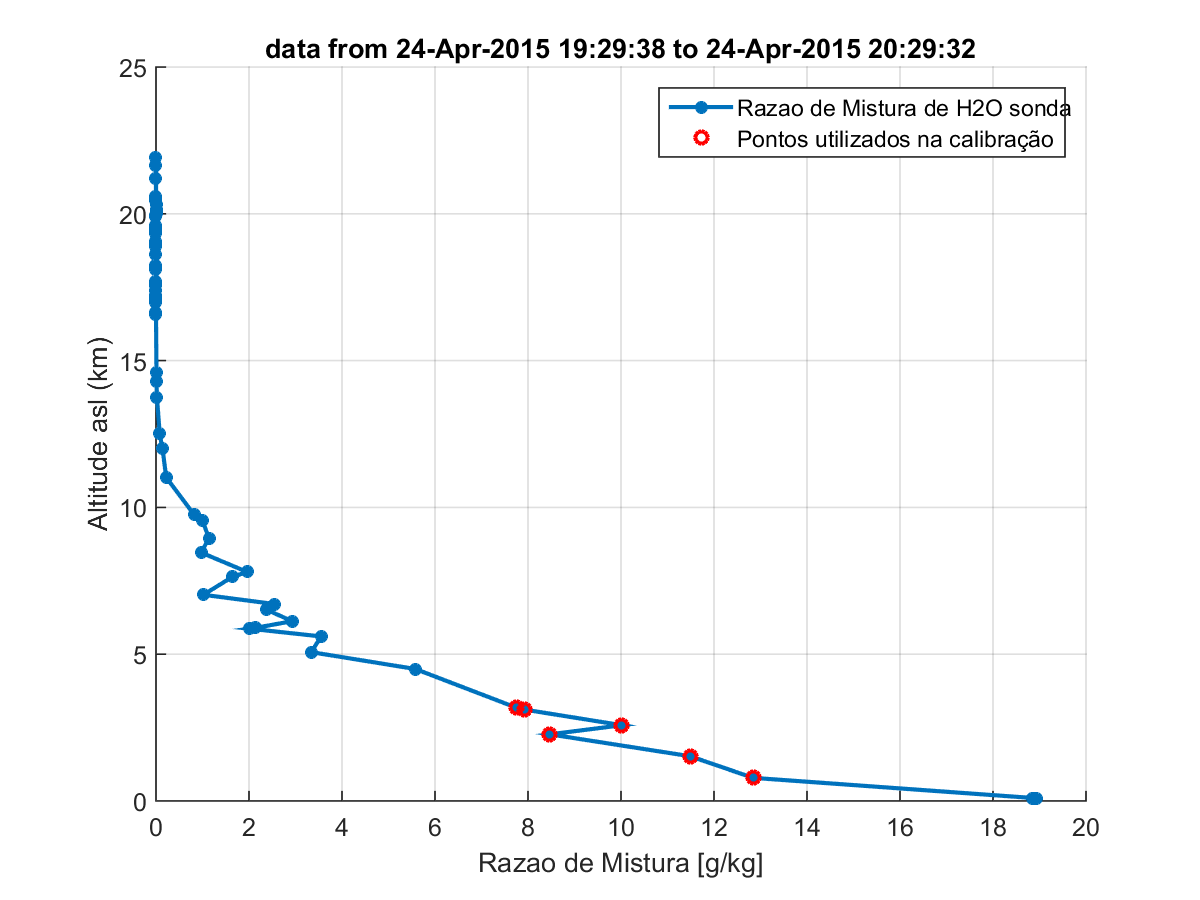 data from 24-Apr-2015 19:29:38 to 24-Apr-2015 20:29:32
Razao de Mistura de H2O sonda
Pontos utilizados na calibração
25
20
15
10
5
0
Altitude asl (km)
0 2 4 6 8 10 12 14 16 18 20
Razao de Mistura [g/kg]